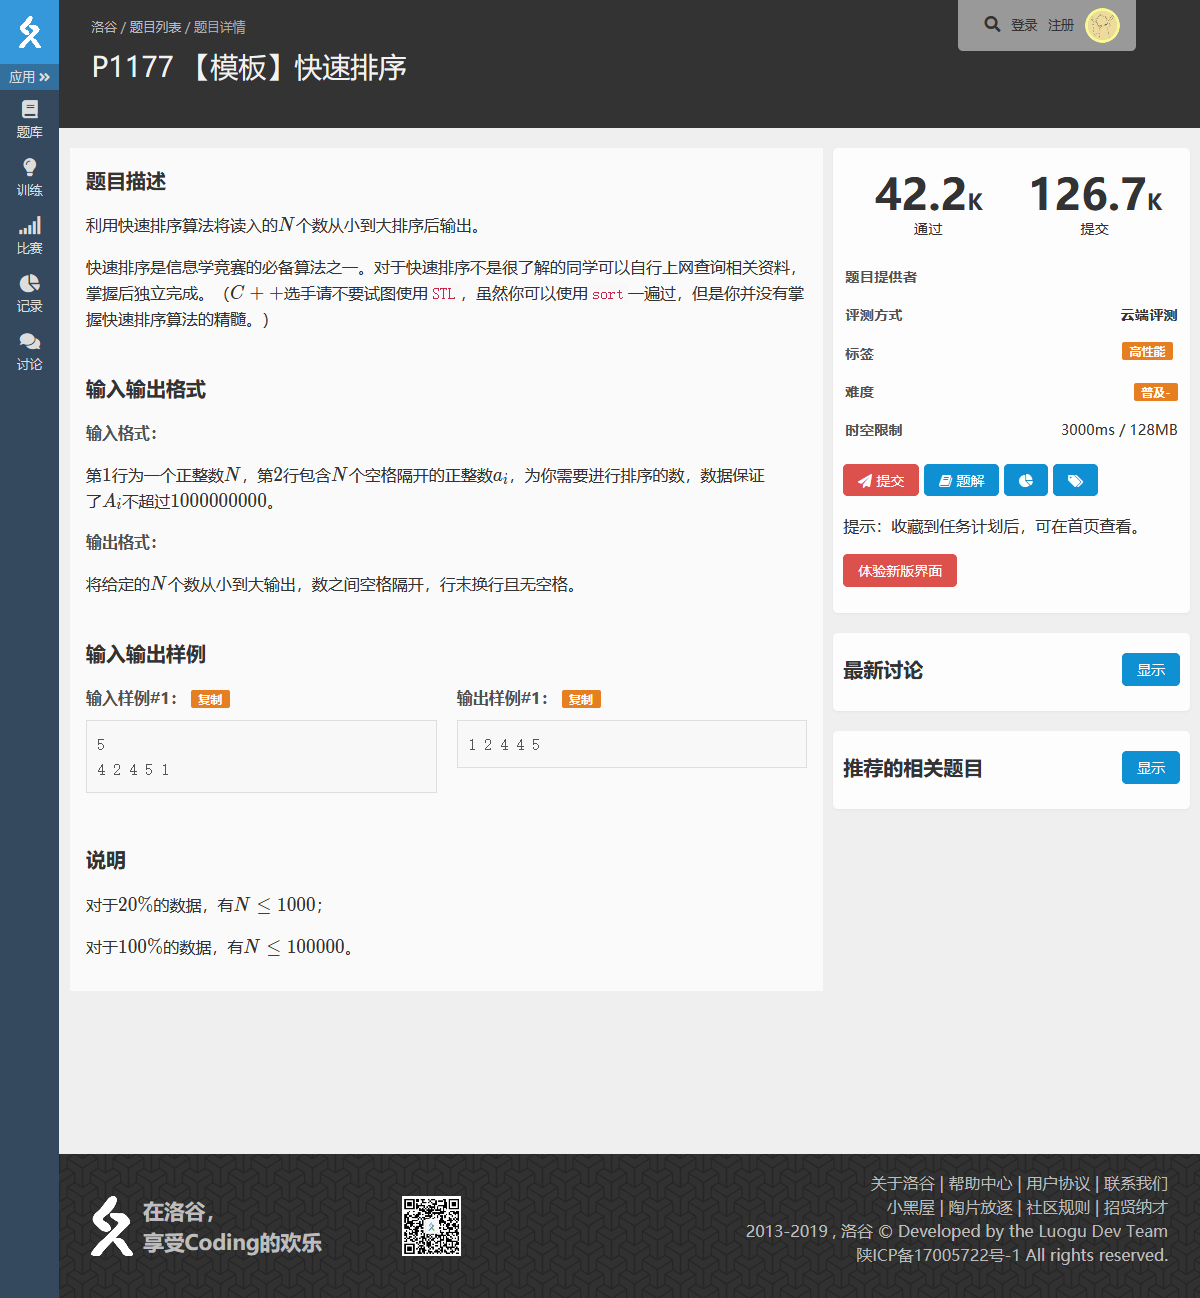 洛谷 / 题目列表 / 题目详情
P1177 【模板】快速排序
登录 注册
应用
题库
训练
比赛
记录
讨论
题目描述
利用快速排序算法将读入的N个数从小到大排序后输出。
快速排序是信息学竞赛的必备算法之一。对于快速排序不是很了解的同学可以自行上网查询相关资料，
掌握后独立完成。（C + +选手请不要试图使用 STL ，虽然你可以使用 sort 一遍过，但是你并没有掌
握快速排序算法的精髓。）
输入输出格式
输入格式：
第1行为一个正整数N，第2行包含N个空格隔开的正整数a_i，为你需要进行排序的数，数据保证
了A_i不超过1000000000。
输出格式：
将给定的N个数从小到大输出，数之间空格隔开，行末换行且无空格。
输入输出样例
输入样例#1： 复制
5
4 2 4 5 1
输出样例#1： 复制
1 2 4 4 5
说明
对于20%的数据，有N ≤ 1000；
对于100%的数据，有N ≤ 100000。
42.2K 126.7K
通过 提交
题目提供者
评测方式 云端评测
标签 高性能
难度 普及-
时空限制 3000ms / 128MB
提交 题解
提示：收藏到任务计划后，可在首页查看。
体验新版界面
最新讨论 显示
推荐的相关题目 显示
在洛谷，
享受Coding的欢乐
关于洛谷 | 帮助中心 | 用户协议 | 联系我们
小黑屋 | 陶片放逐 | 社区规则 | 招贤纳才
2013-2019 , 洛谷 © Developed by the Luogu Dev Team
陕ICP备17005722号-1 All rights reserved.